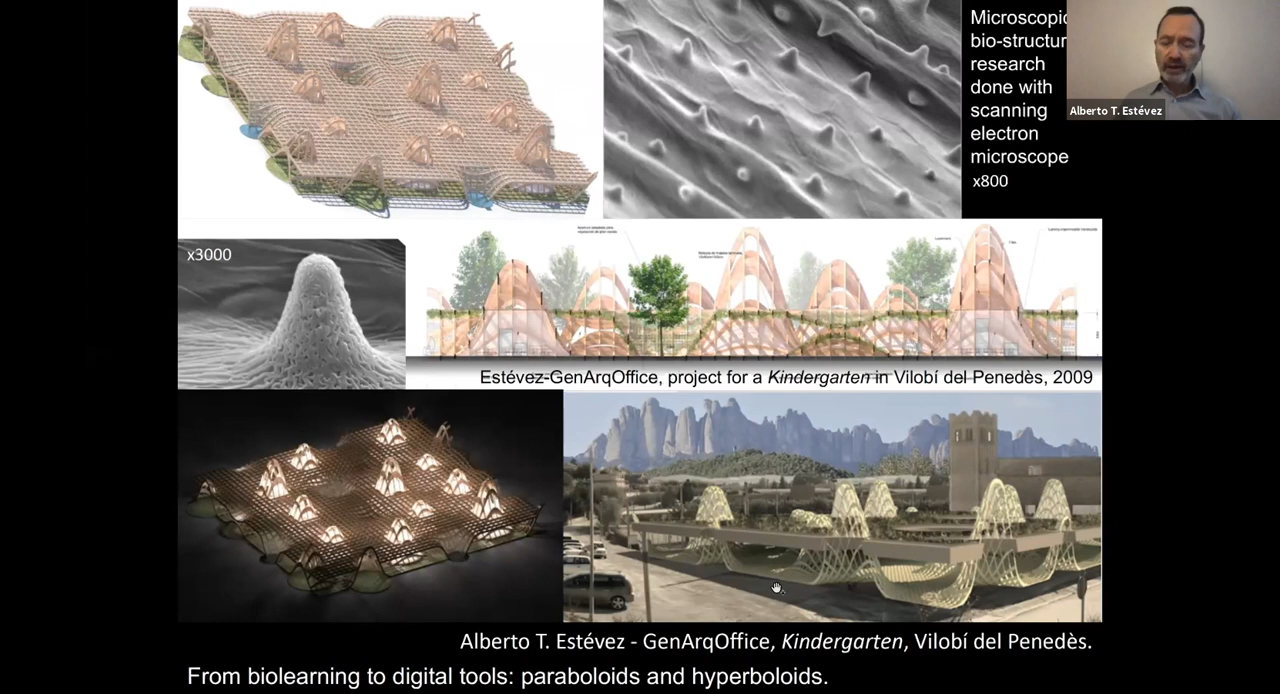 Microscopic
bio-structur
research
done with
scanning
electron
microscope
x800
Alberto T. Estévez
x3000
Estévez-GenArqOffice, project for a Kindergarten in Vilobí del Penedès, 2009
Alberto T. Estévez - GenArqOffice, Kindergarten, Vilobí del Penedès.
From biolearning to digital tools: paraboloids and hyperboloids.